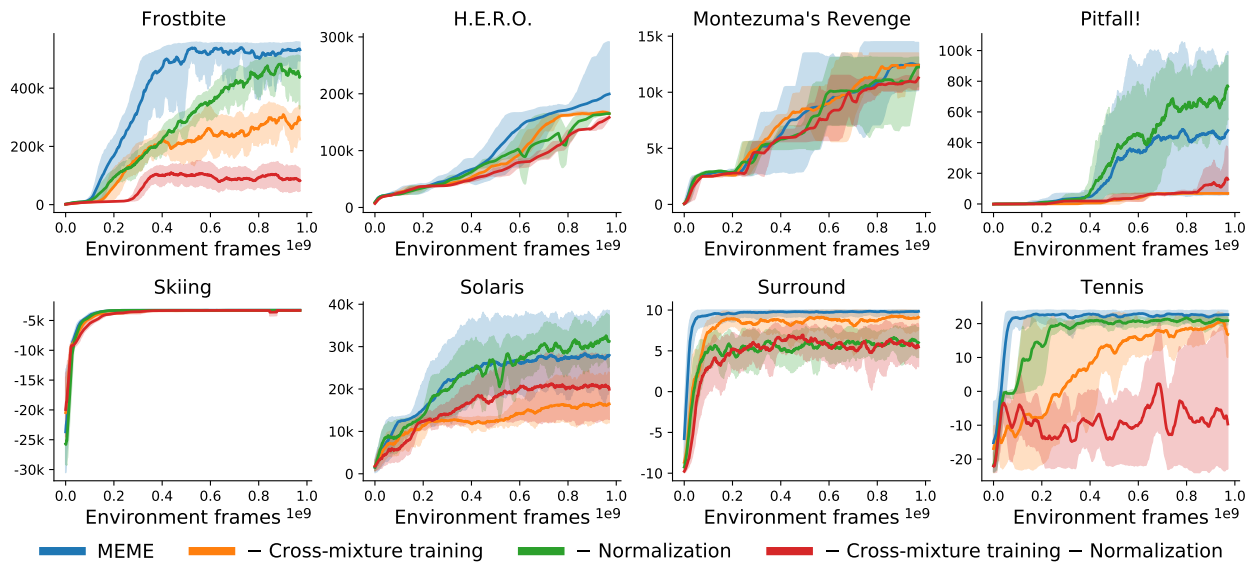 Frostbite H.E.R.O. Montezuma's Revenge Pitfall!
400k 200k 0
300k 200k 100k 0
15k 10k 5k 0
100k 80k 60k 40k 20k 0
0.0 0.2 0.4 0.6 0.8 1.0 0.0 0.2 0.4 0.6 0.8 1.0 0.0 0.2 0.4 0.6 0.8 1.0 0.0 0.2 0.4 0.6 0.8 1.0
Environment frames 1e9 Environment frames 1e9 Environment frames 1e9 Environment frames 1e9
Skiing Solaris Surround Tennis
-5k -10k -15k -20k -25k -30k
40k 30k 20k 10k 0
10 5 0 -5 -10
20 10 0 -10 -20
0.0 0.2 0.4 0.6 0.8 1.0 0.0 0.2 0.4 0.6 0.8 1.0 0.0 0.2 0.4 0.6 0.8 1.0 0.0 0.2 0.4 0.6 0.8 1.0
Environment frames 1e9 Environment frames 1e9 Environment frames 1e9 Environment frames 1e9
MEME − Cross-mixture training − Normalization − Cross-mixture training − Normalization